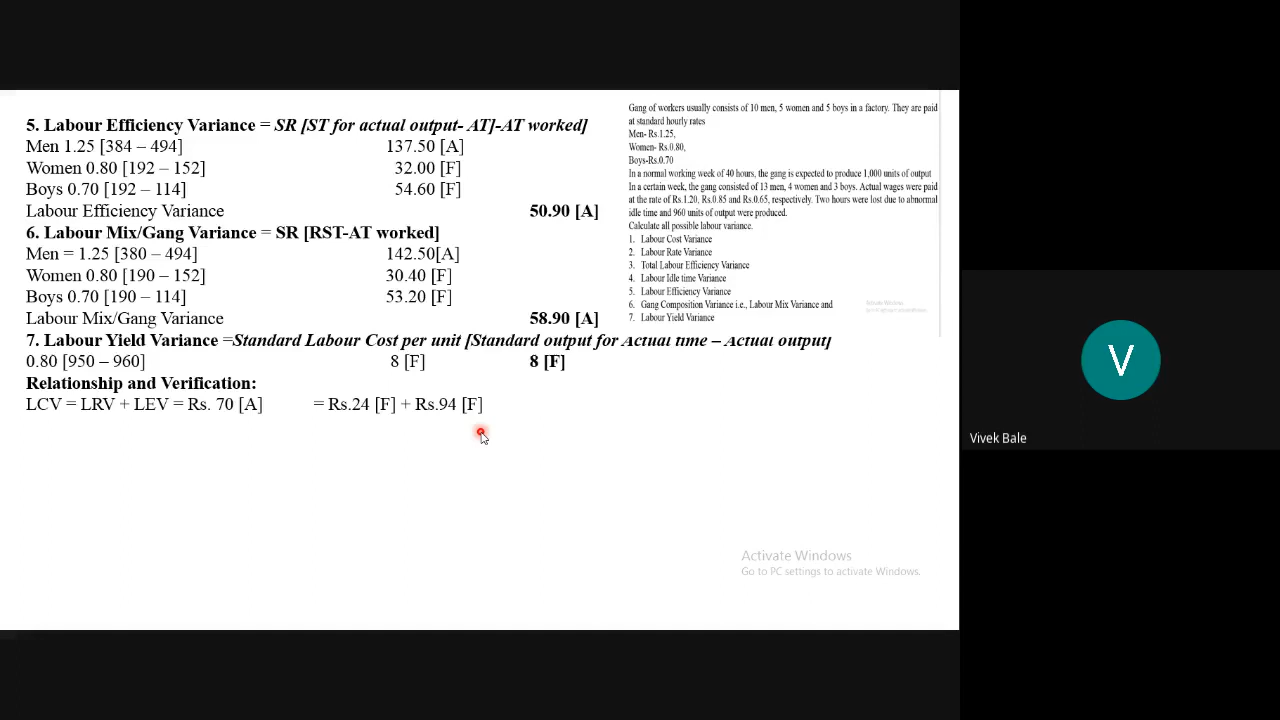 5. Labour Efficiency Variance = SR [ST for actual output- AT]-AT worked]
Men 1.25 [384 – 494] 137.50 [A]
Women 0.80 [192 – 152] 32.00 [F]
Boys 0.70 [192 – 114] 54.60 [F]
Labour Efficiency Variance 50.90 [A]
6. Labour Mix/Gang Variance = SR [RST-AT worked]
Men = 1.25 [380 – 494] 142.50[A]
Women 0.80 [190 – 152] 30.40 [F]
Boys 0.70 [190 – 114] 53.20 [F]
Labour Mix/Gang Variance 58.90 [A]
7. Labour Yield Variance =Standard Labour Cost per unit [Standard output for Actual time – Actual output]
0.80 [950 – 960] 8 [F] 8 [F]
Relationship and Verification:
LCV = LRV + LEV = Rs. 70 [A] = Rs.24 [F] + Rs.94 [F]
Gang of workers usually consists of 10 men, 5 women and 5 boys in a factory. They are paid
at standard hourly rates
Men- Rs.1.25,
Women- Rs.0.80,
Boys-Rs.0.70
In a normal working week of 40 hours, the gang is expected to produce 1,000 units of output
In a certain week, the gang consisted of 13 men, 4 women and 3 boys. Actual wages were paid
at the rate of Rs.1.20, Rs.0.85 and Rs.0.65, respectively. Two hours were lost due to abnormal
idle time and 960 units of output were produced.
Calculate all possible labour variance.
1. Labour Cost Variance
2. Labour Rate Variance
3. Total Labour Efficiency Variance
4. Labour Idle time Variance
5. Labour Efficiency Variance
6. Gang Composition Variance i.e., Labour Mix Variance and
7. Labour Yield Variance
Activate Windows
Activate Windows
Go to PC settings to activate Windows.
V
Vivek Bale